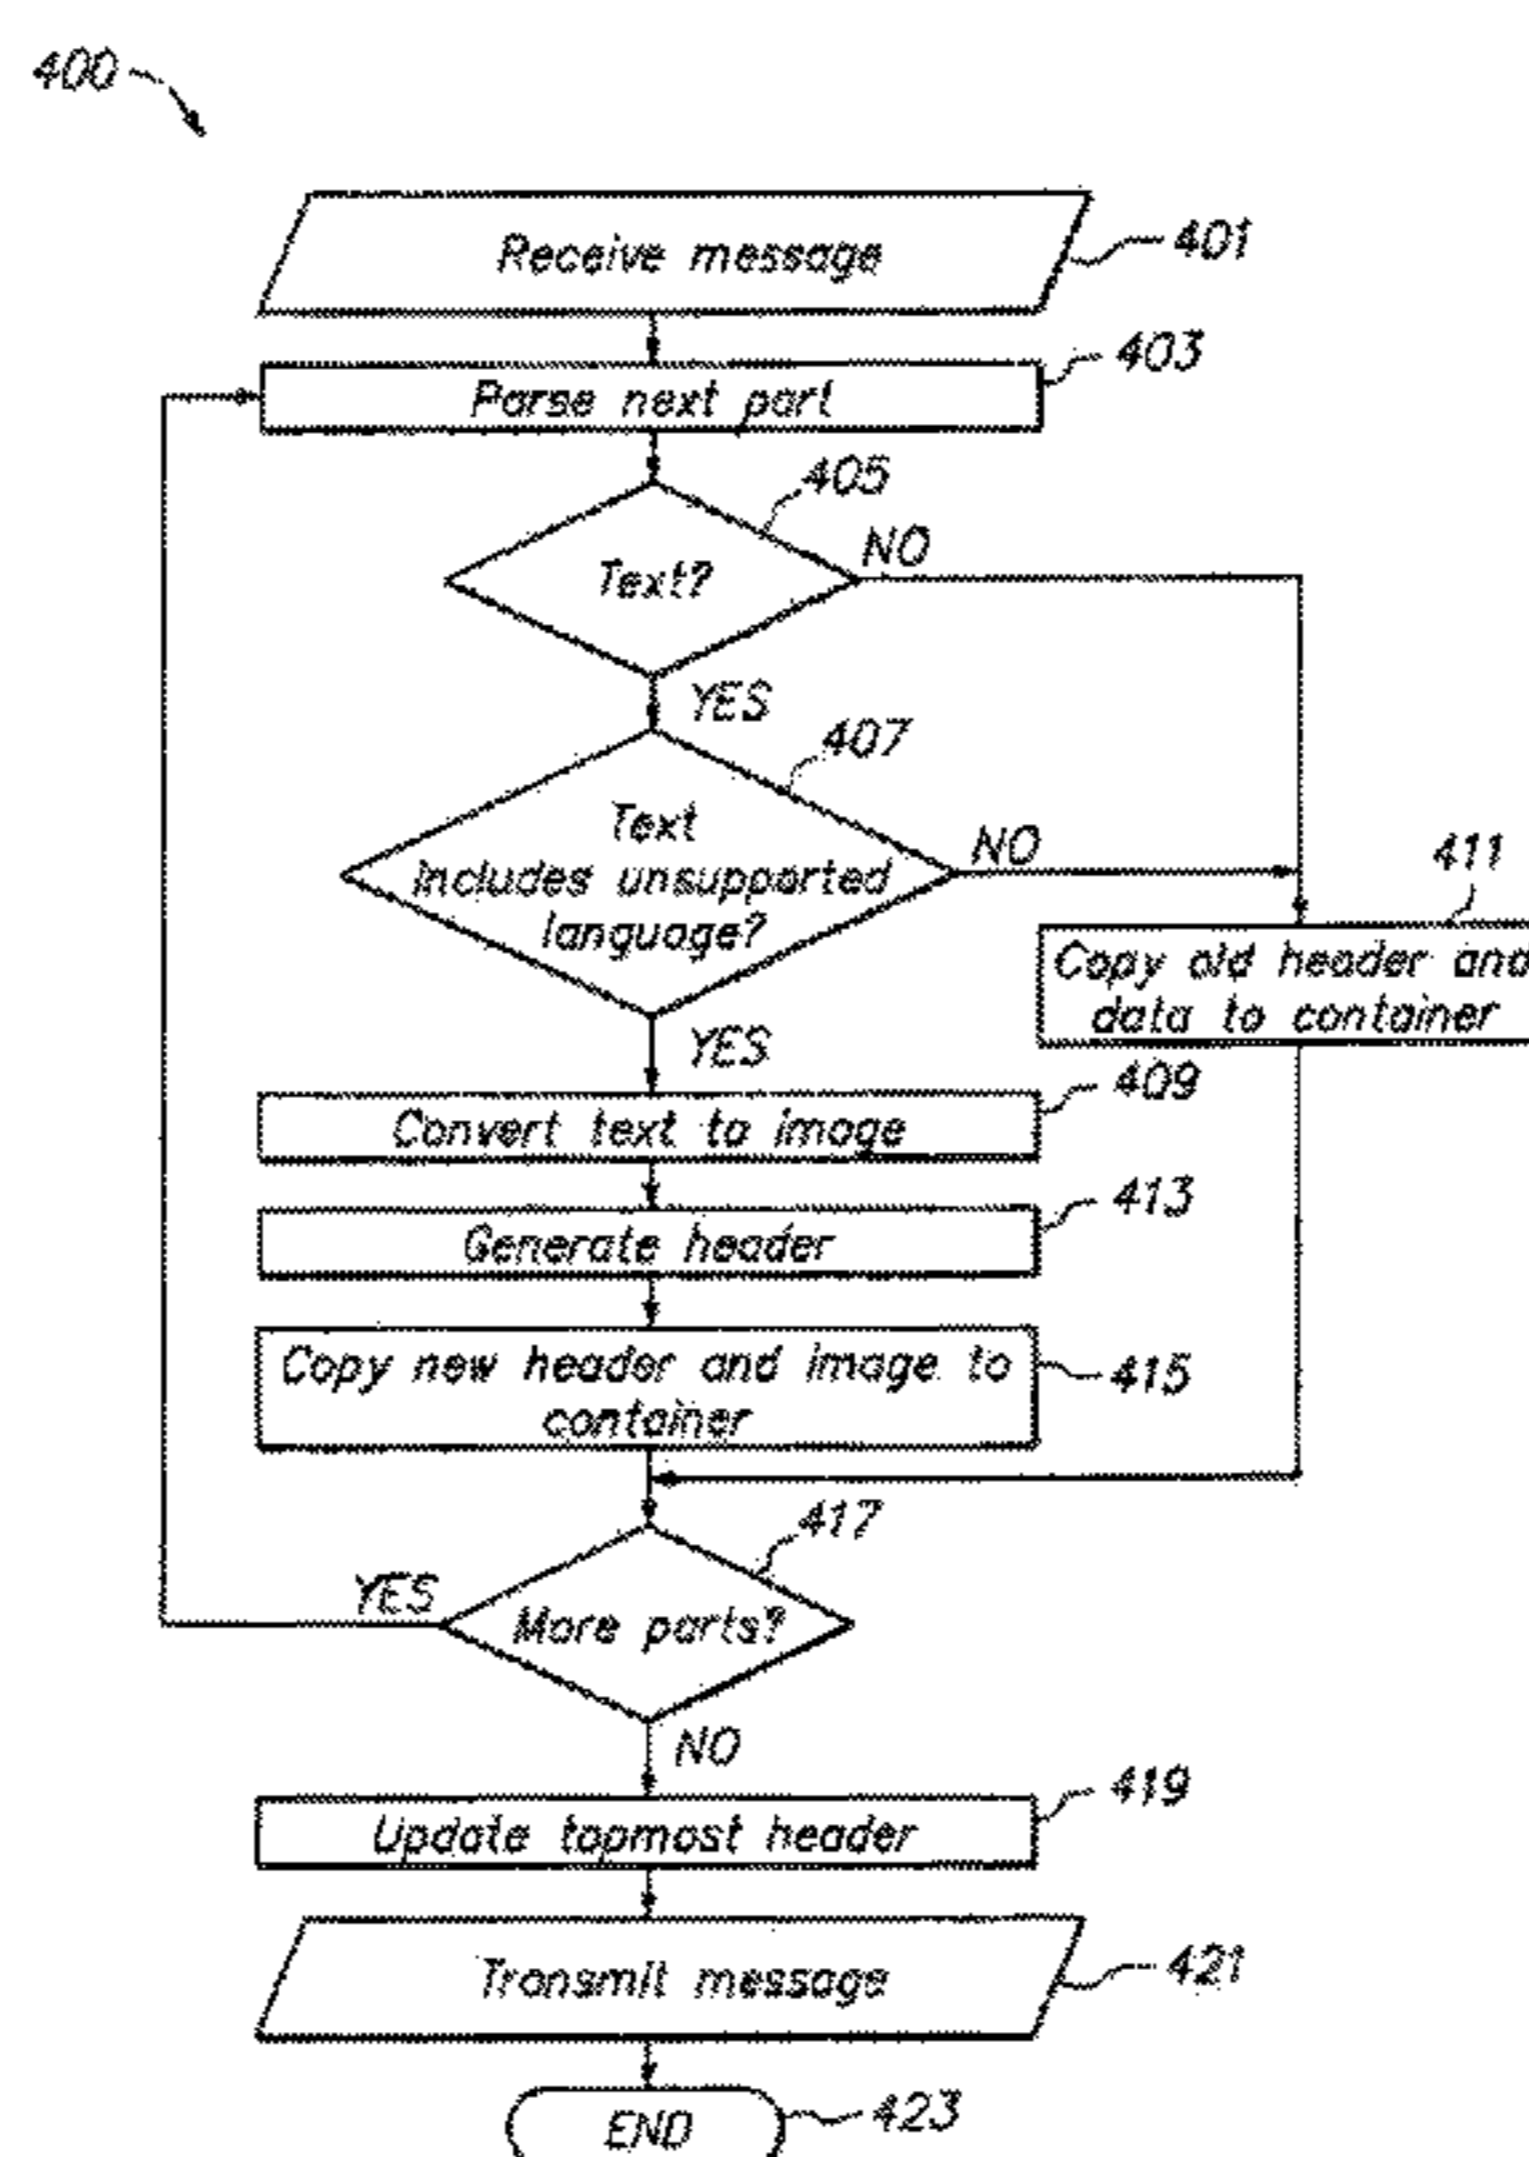 400
Receive message
401
Parse next part
403
405
Text?
NO
YES
407
Text
includes unsupported
language?
NO
411
Copy old header and
data to container
YES
Convert text to image
409
Generate header
413
Copy new header and image to
container
415
417
More parts?
YES
NO
Update topmost header
419
Transmit message
421
END
423